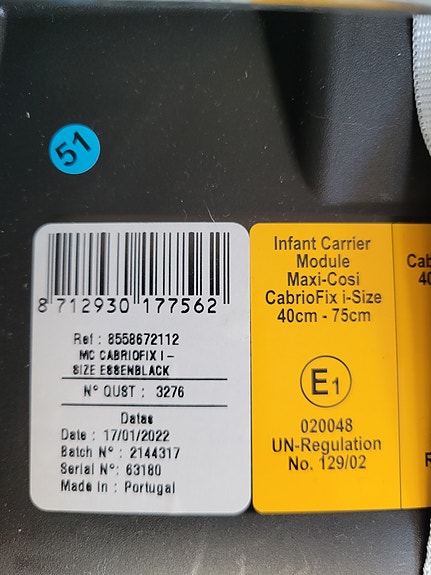 51
8 712930 177562
Ref : 8558672112
MC CABRIOFIX I-
SIZE ESSENBLACK
N° QUST : 3276
Datas
Date : 17/01/2022
Batch N° : 2144317
Serial N°: 63180
Made In : Portugal
Infant Carrier
Module
Maxi-Cosi
CabrioFix i-Size
40cm - 75cm
E1
020048
UN-Regulation
No. 129/02